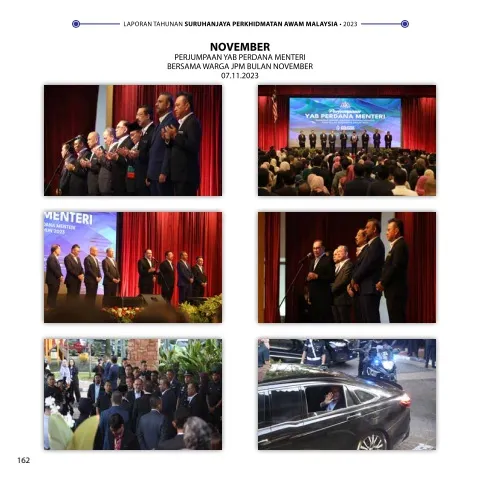 LAPORAN TAHUNAN SURUHANJAYA PERKHIDMATAN AWAM MALAYSIA • 2023
NOVEMBER
PERJUMPAAN YAB PERDANA MENTERI
BERSAMA WARGA JPM BULAN NOVEMBER
07.11.2023
YAB PERDANA MENTERI
MENTERI
162